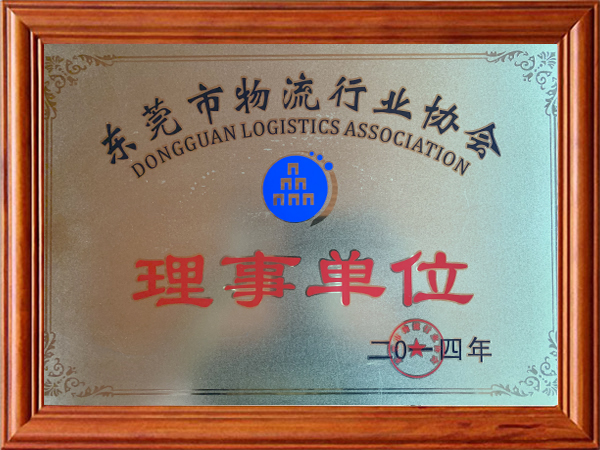 东莞市物流行业协会
DONGGUAN LOGISTICS ASSOCIATION
理事单位
二0一四年